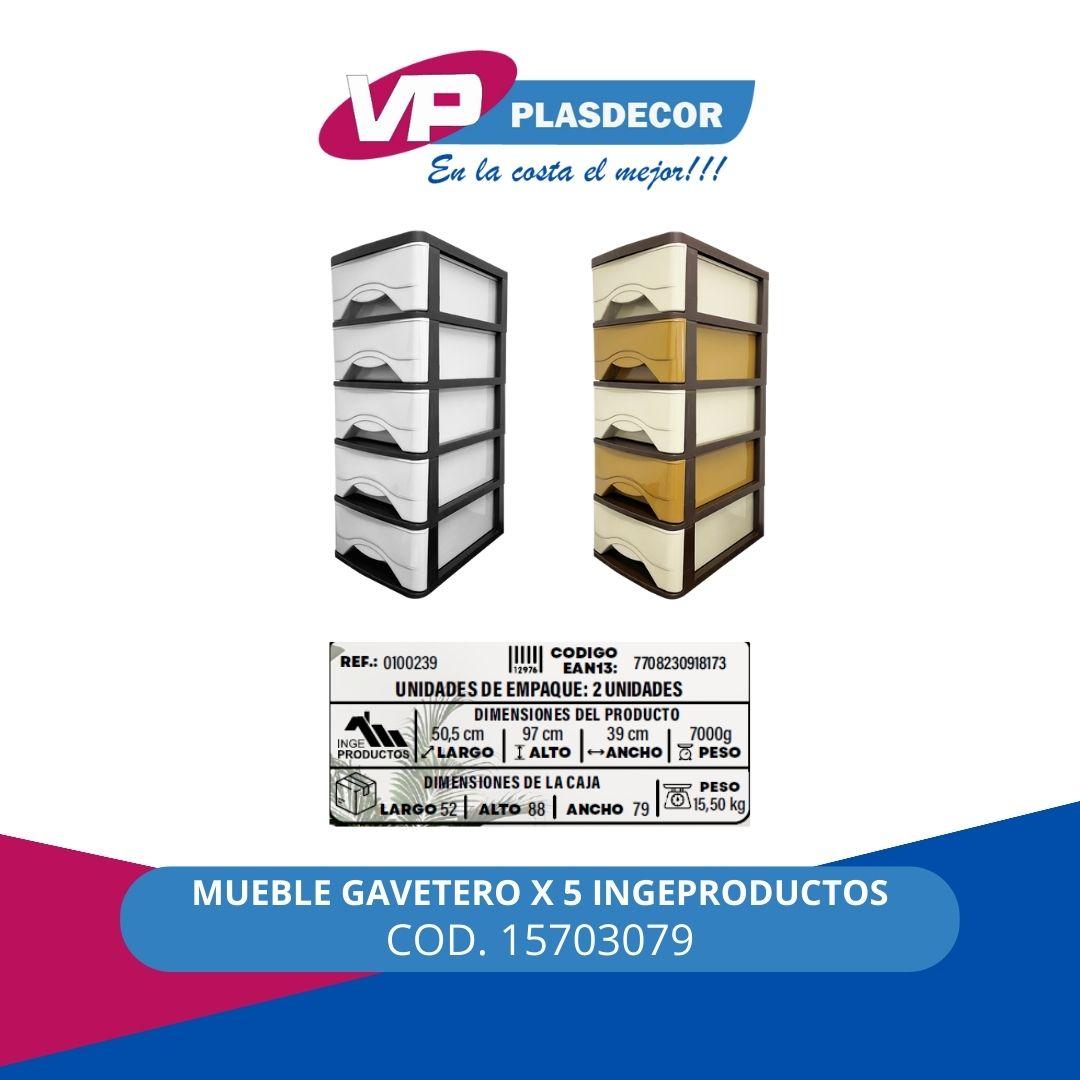 VP PLASDECOR
En la costa el mejor!!!
REF.: 0100239
12976
CODIGO EAN13: 7708230918173
UNIDADES DE EMPAQUE: 2 UNIDADES
INGE
PRODUCTOS
DIMENSIONES DEL PRODUCTO
50,5 cm 97 cm 39 cm 7000g
LARGO ALTO ANCHO PESO
DIMENSIONES DE LA CAJA
LARGO 52 ALTO 88 ANCHO 79
PESO
15,50 kg
MUEBLE GAVETERO X 5 INGEPRODUCTOS
COD. 15703079